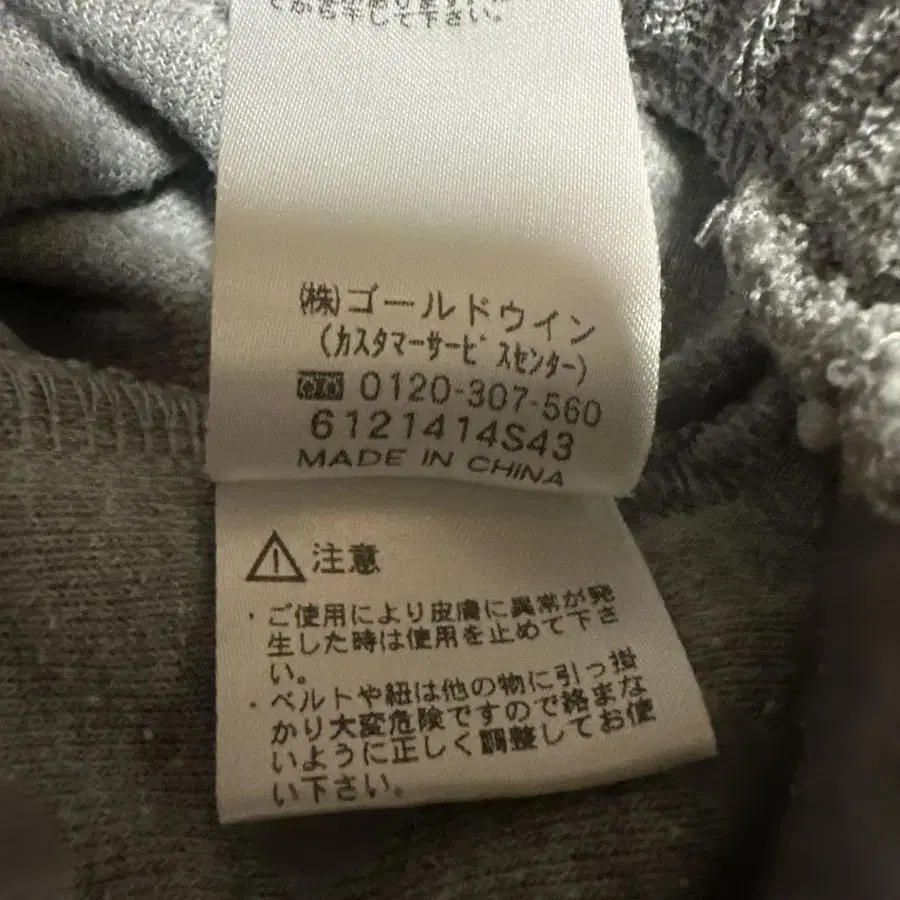 して下さい。
(株)ゴールドウイン
(カスタマーサービスセンター)
0120-307-560
6121414S43
MADE IN CHINA
注意
・ご使用により皮膚に異常が発
生した時は使用を止めて下さ
い。
・ベルトや紐は他の物に引っ掛
かり大変危険ですので絡まな
いように正しく調整してお使
い下さい。